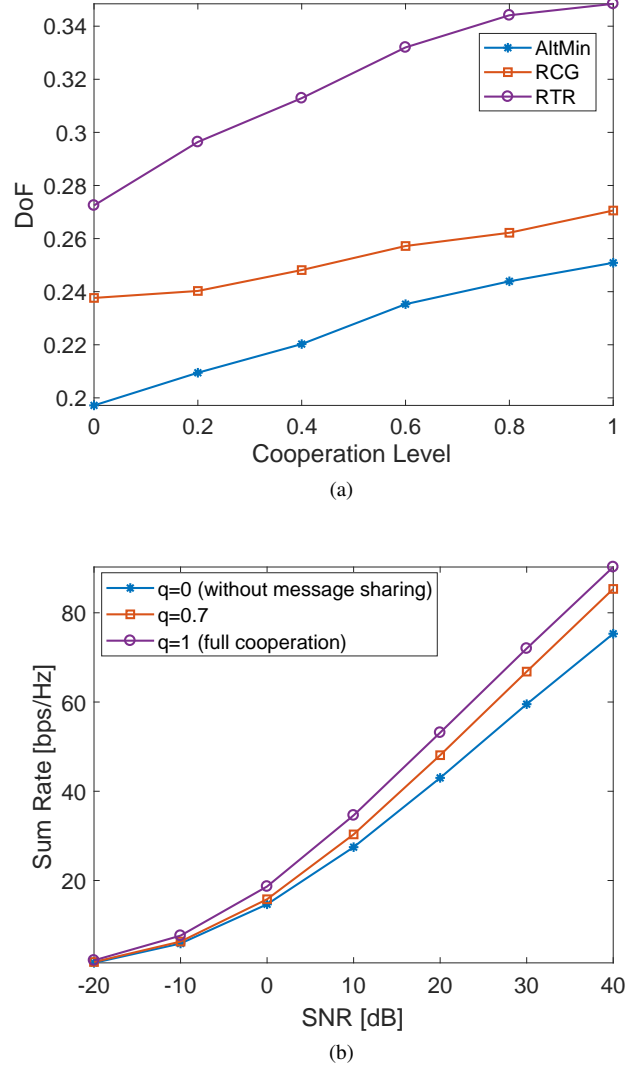 0.34
0.32
0.3
0.28
0.26
0.24
0.22
0.2
DoF
AltMin
RCG
RTR
0 0.2 0.4 0.6 0.8 1
Cooperation Level
(a)
80
60
40
20
Sum Rate [bps/Hz]
q=0 (without message sharing)
q=0.7
q=1 (full cooperation)
-20 -10 0 10 20 30 40
SNR [dB]
(b)